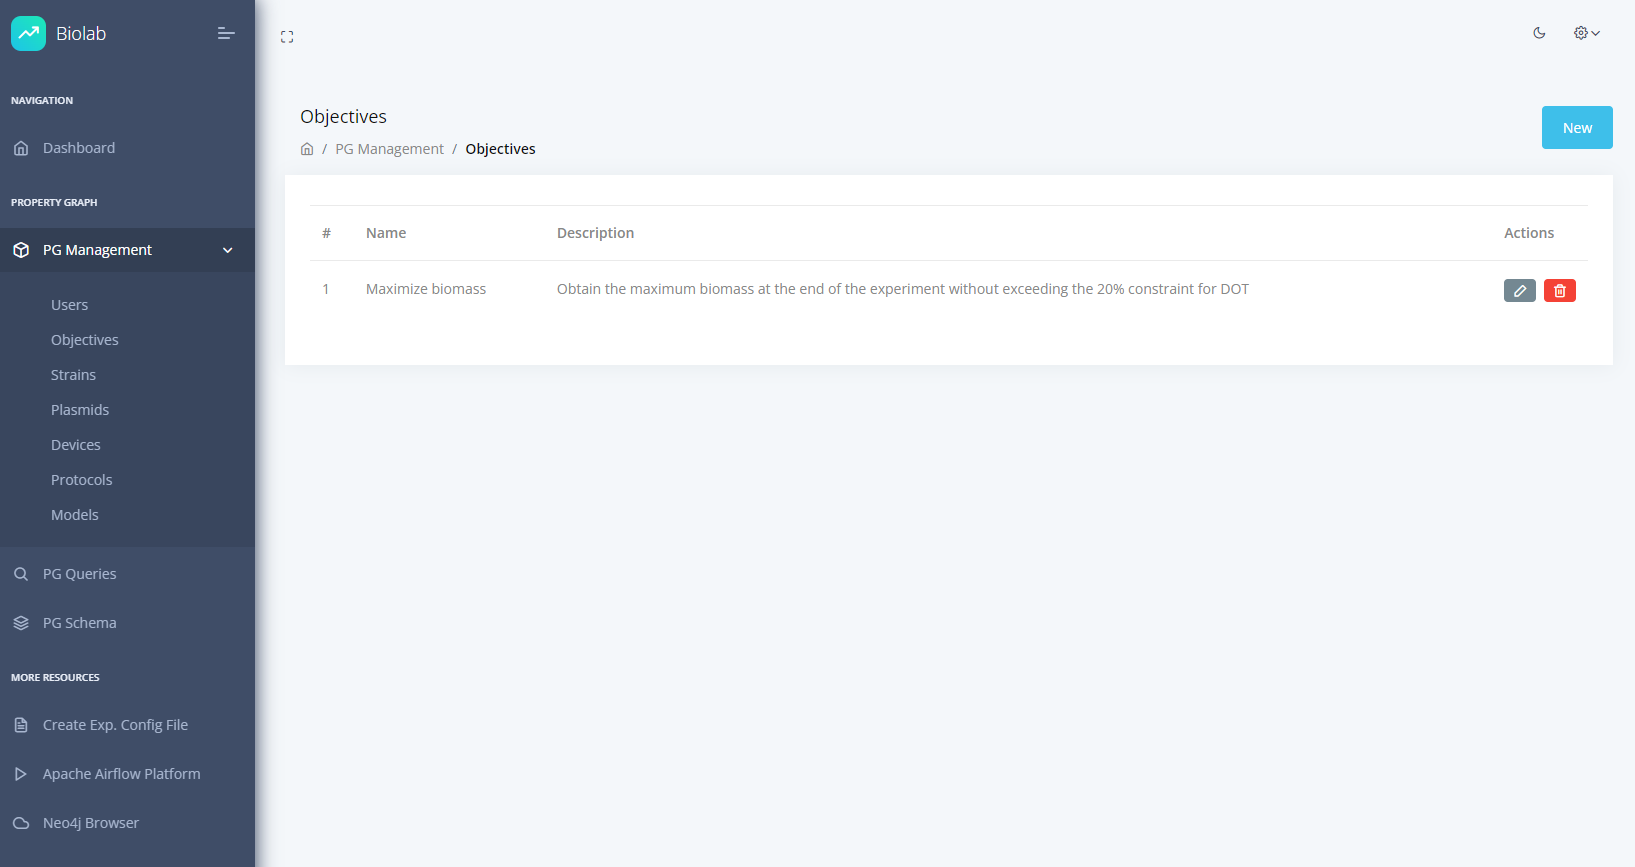 Biolab
NAVIGATION
Dashboard
PROPERTY GRAPH
PG Management
Users
Objectives
Strains
Plasmids
Devices
Protocols
Models
PG Queries
PG Schema
MORE RESOURCES
Create Exp. Config File
Apache Airflow Platform
Neo4j Browser
Objectives
/ PG Management / Objectives
New
# Name Description Actions
1 Maximize biomass Obtain the maximum biomass at the end of the experiment without exceeding the 20% constraint for DOT